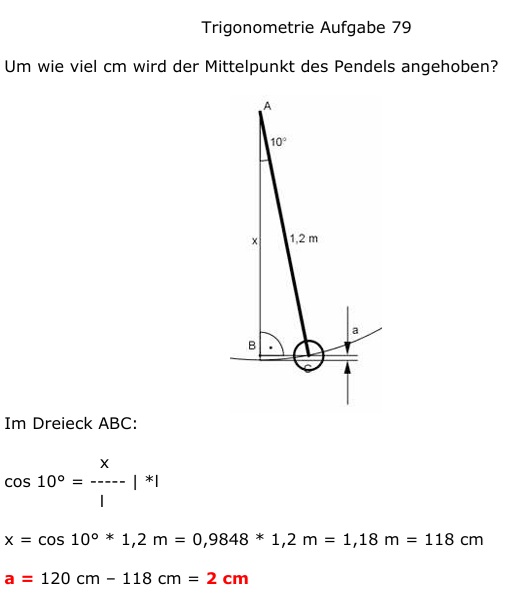 Trigonometrie Aufgabe 79
Um wie viel cm wird der Mittelpunkt des Pendels angehoben?
A
10°
x
1,2 m
a
B
C
Im Dreieck ABC:
x
cos 10° = ----- | *l
l
x = cos 10° * 1,2 m = 0,9848 * 1,2 m = 1,18 m = 118 cm
a = 120 cm – 118 cm = 2 cm